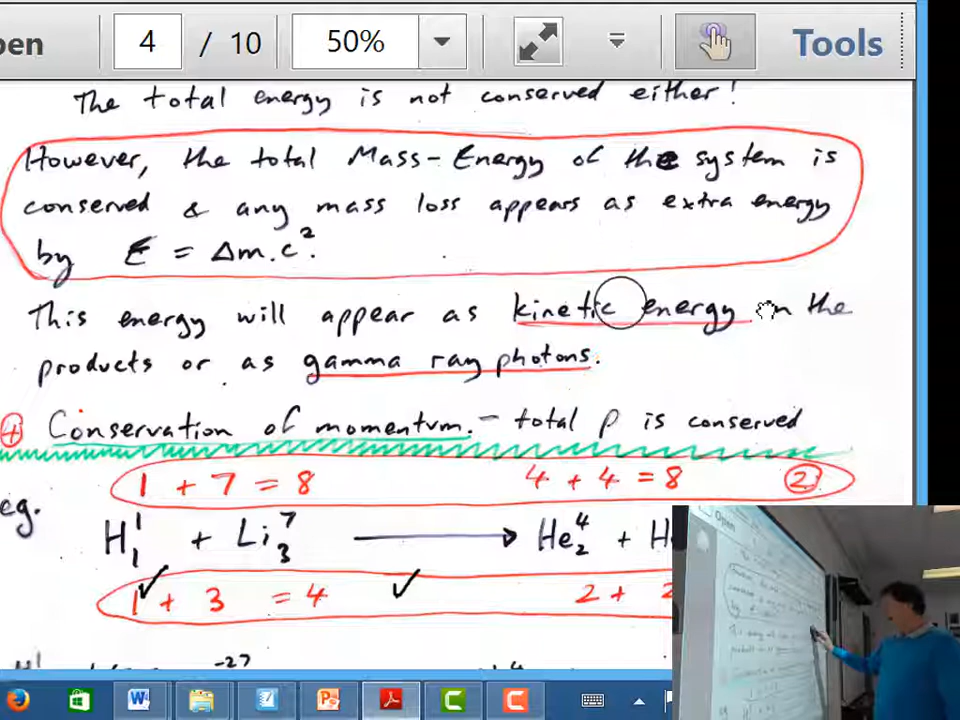 pen 4 / 10 50% Tools
The total energy is not conserved either!
However, the total Mass-Energy of the system is
conserved & any mass loss appears as extra energy
by E = Δm.c².
This energy will appear as kinetic energy in the
products or as gamma ray photons.
4 Conservation of momentum. - total p is conserved
1 + 7 = 8 4 + 4 = 8 2
eg.
H¹₁ + Li⁷₃ → He⁴₂ + H
1 + 3 = 4 2 +
-27